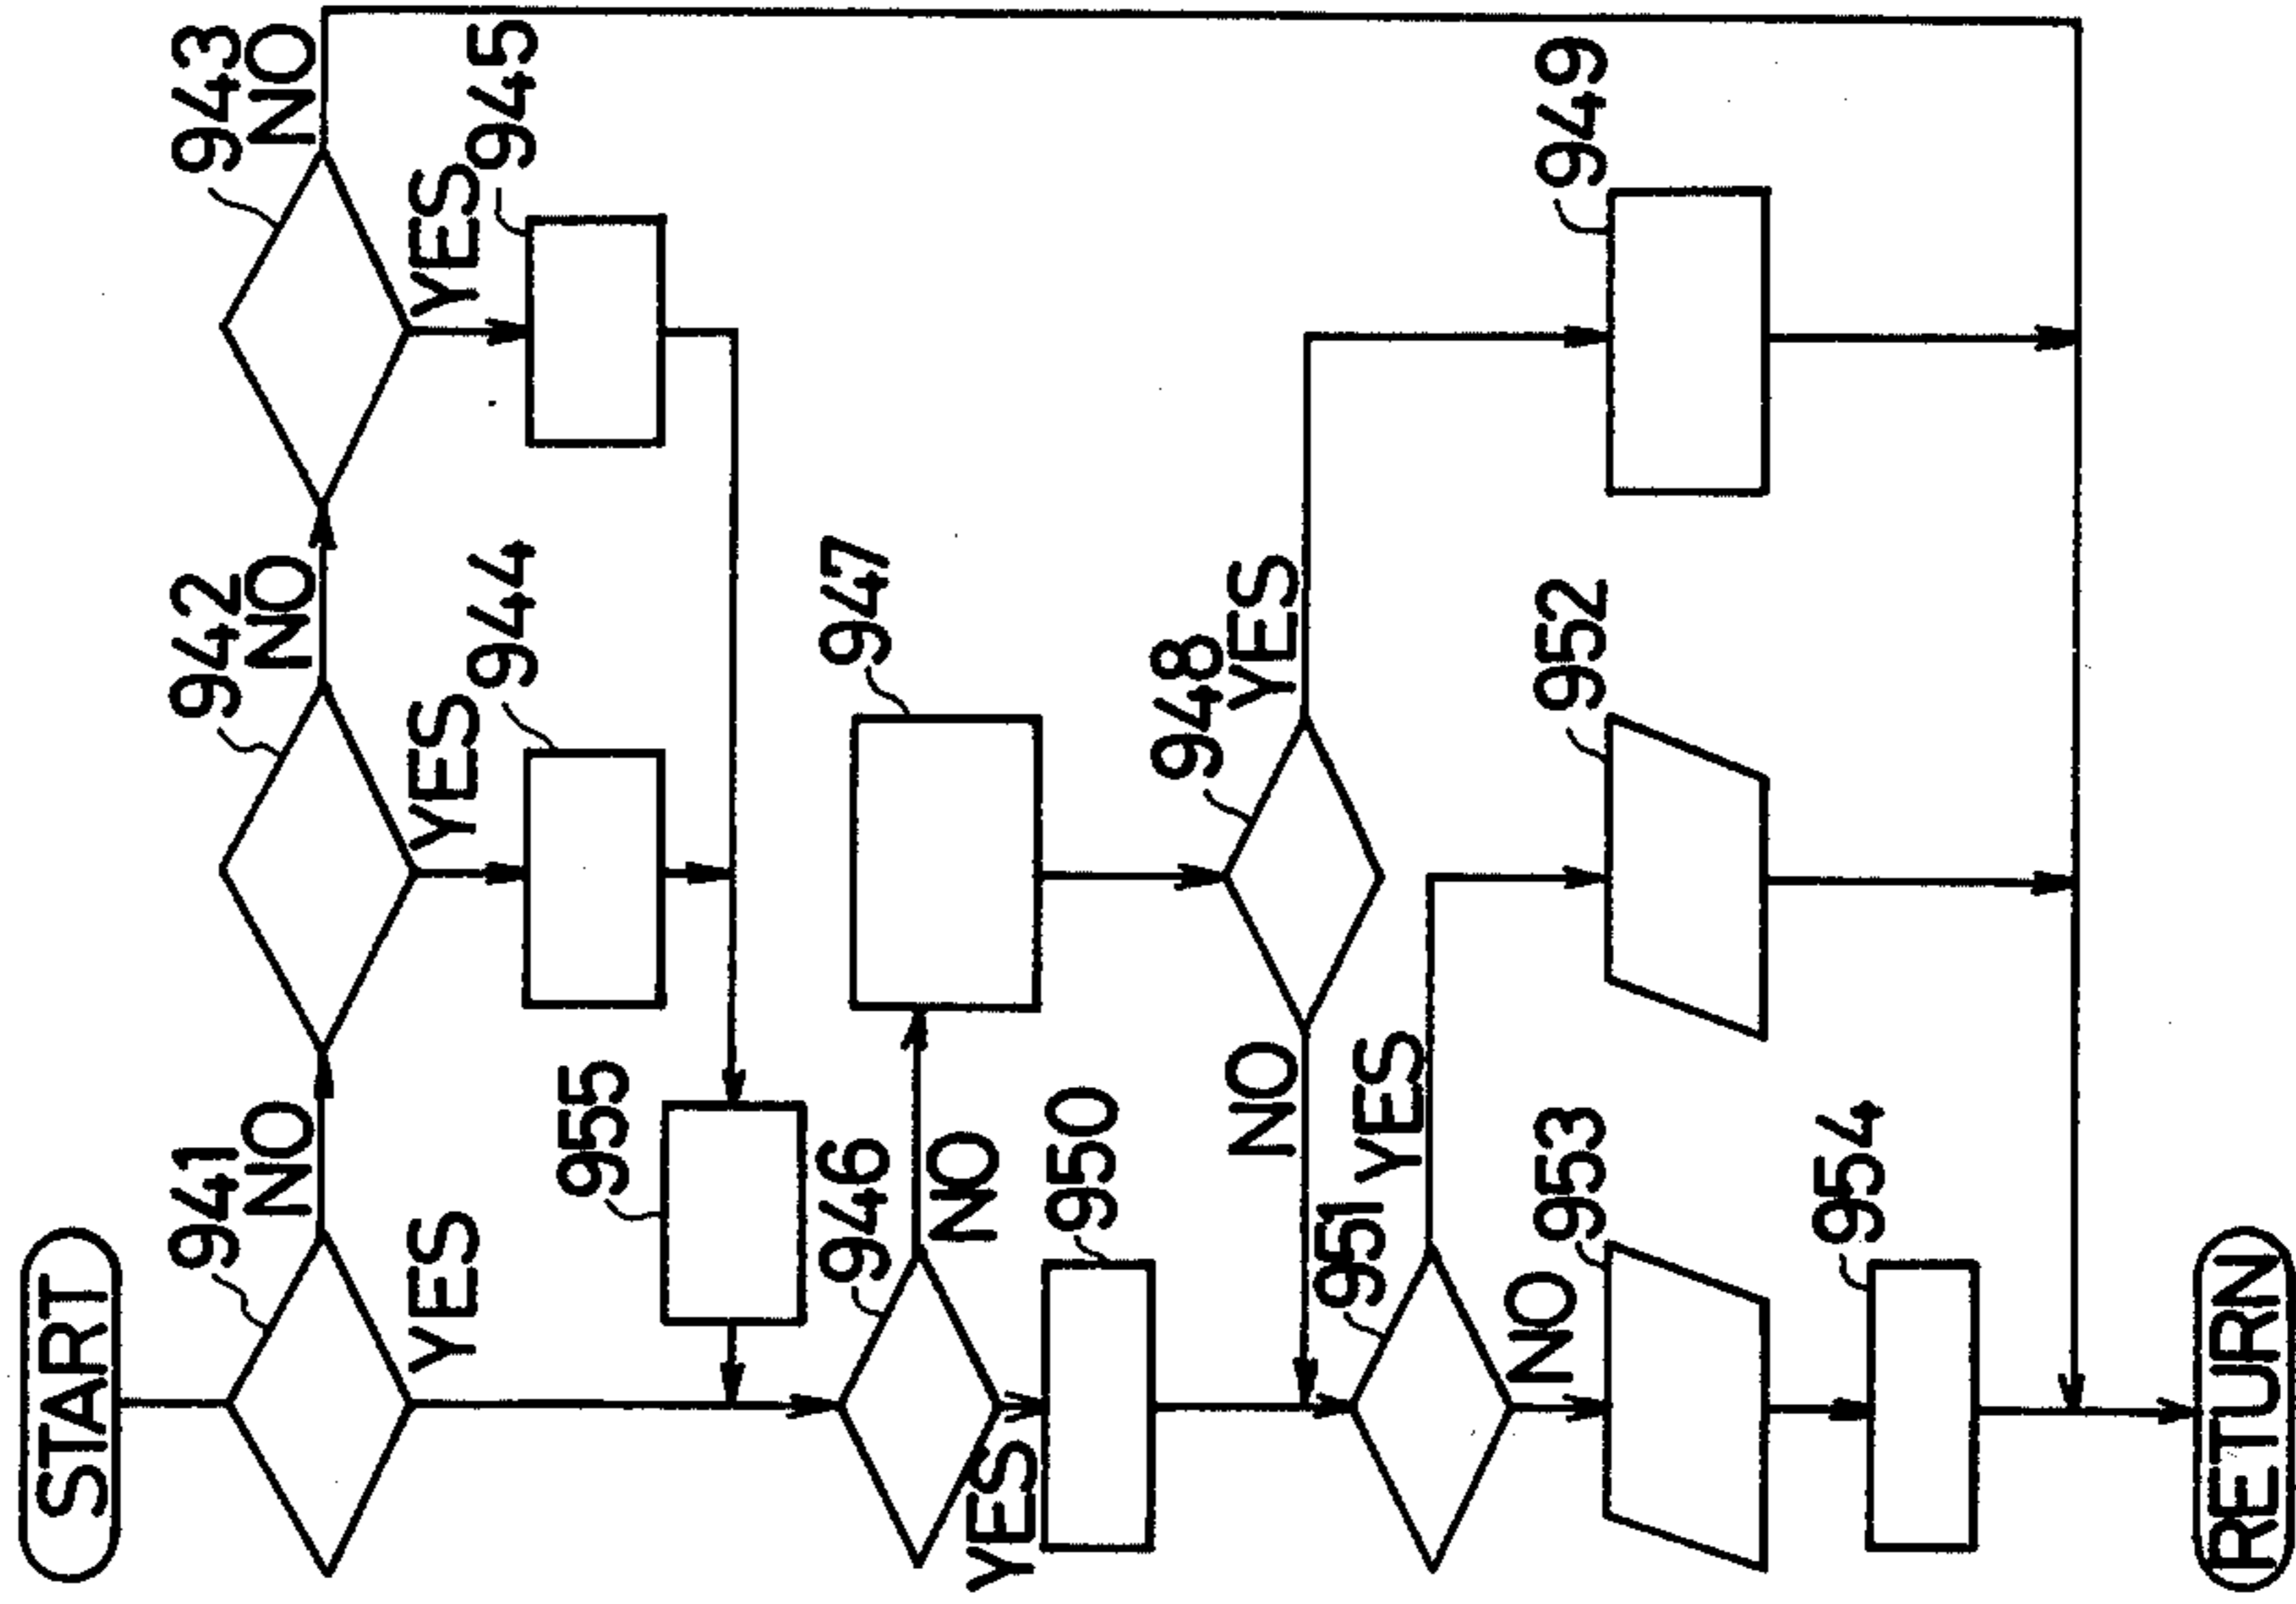 START
941
NO
942
NO
943
NO
YES
YES
944
YES
945
955
946
NO
947
YES
950
948
YES
NO
951
YES
NO
953
952
949
954
RETURN